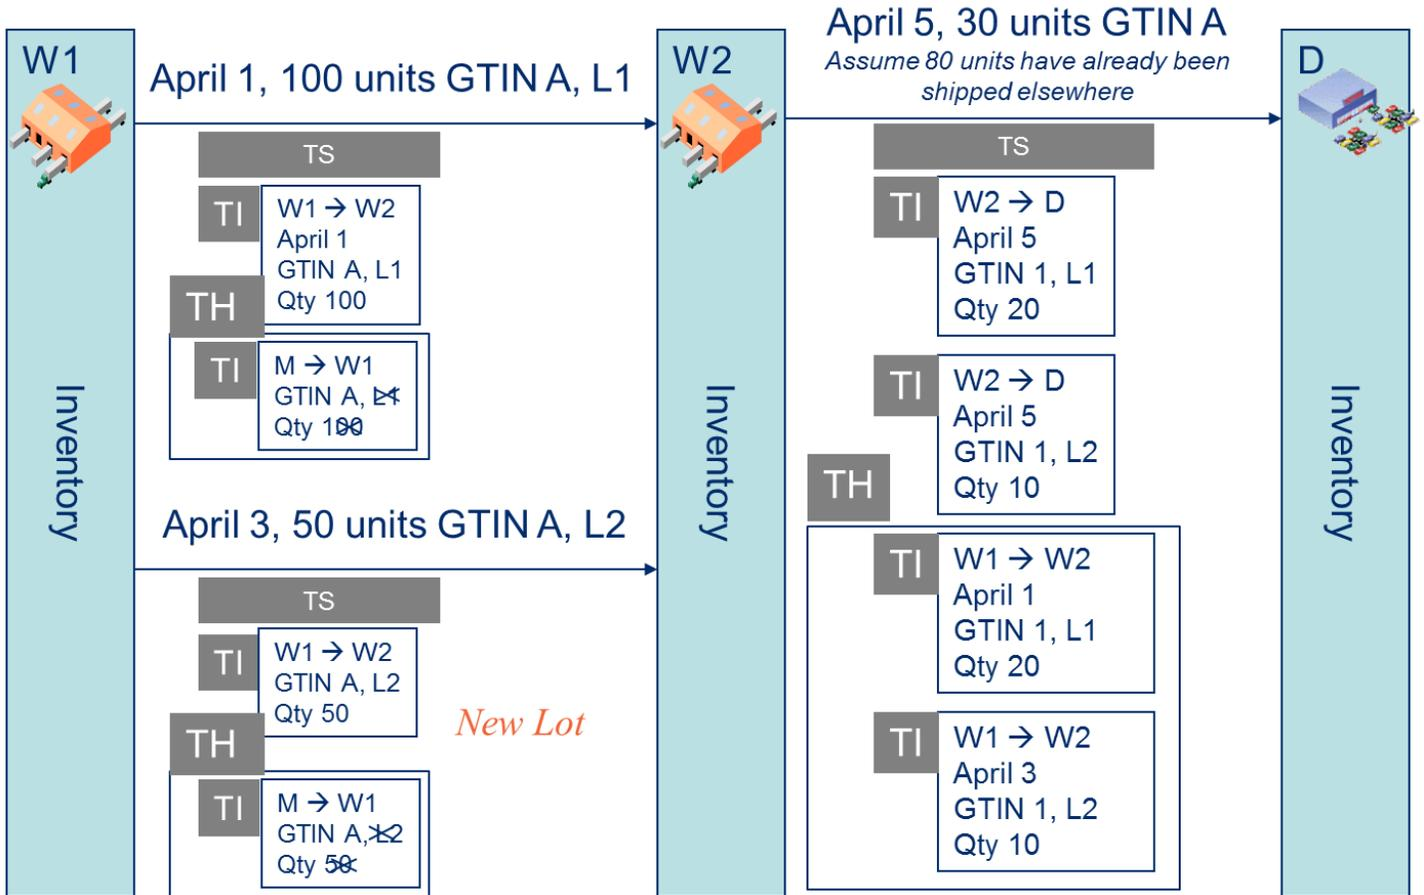 W1
April 1, 100 units GTIN A, L1
TS
TI
W1 → W2
April 1
GTIN A, L1
Qty 100
TH
TI
M → W1
GTIN A, L1
Qty 100
Inventory
April 3, 50 units GTIN A, L2
TS
TI
W1 → W2
GTIN A, L2
Qty 50
New Lot
TH
TI
M → W1
GTIN A, L2
Qty 50
W2
Inventory
April 5, 30 units GTIN A
Assume 80 units have already been
shipped elsewhere
TS
TI
W2 → D
April 5
GTIN 1, L1
Qty 20
TI
W2 → D
April 5
GTIN 1, L2
Qty 10
TH
TI
W1 → W2
April 1
GTIN 1, L1
Qty 20
TI
W1 → W2
April 3
GTIN 1, L2
Qty 10
D
Inventory